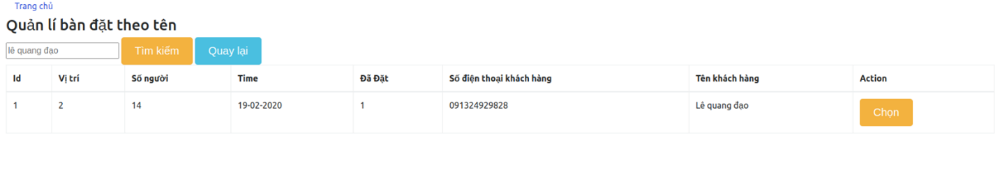 Trang chủ
Quản lí bàn đặt theo tên
lê quang đạo Tìm kiếm Quay lại
Id Vị trí Số người Time Đã Đặt Số điện thoại khách hàng Tên khách hàng Action
1 2 14 19-02-2020 1 091324929828 Lê quang đạo Chọn